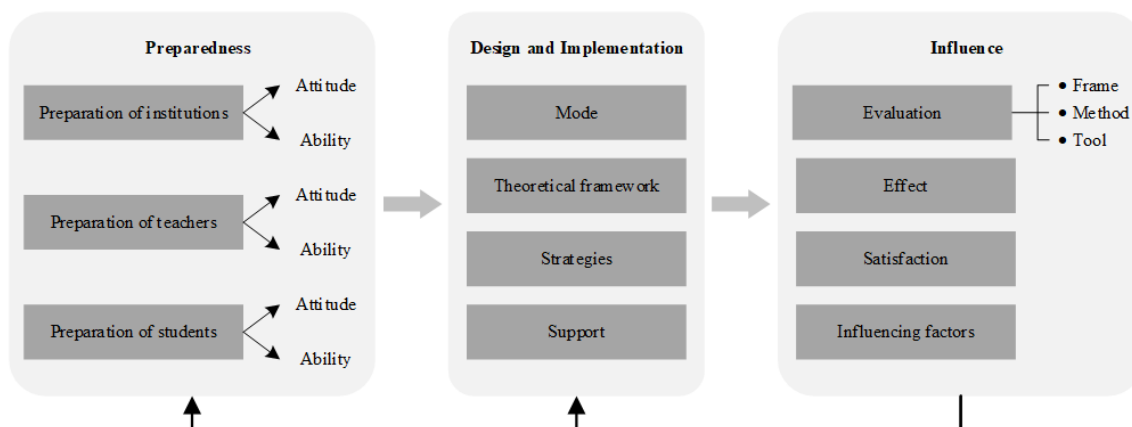 Preparedness
Preparation of institutions
Attitude
Ability
Preparation of teachers
Attitude
Ability
Preparation of students
Attitude
Ability
Design and Implementation
Mode
Theoretical framework
Strategies
Support
Influence
Evaluation
• Frame
• Method
• Tool
Effect
Satisfaction
Influencing factors